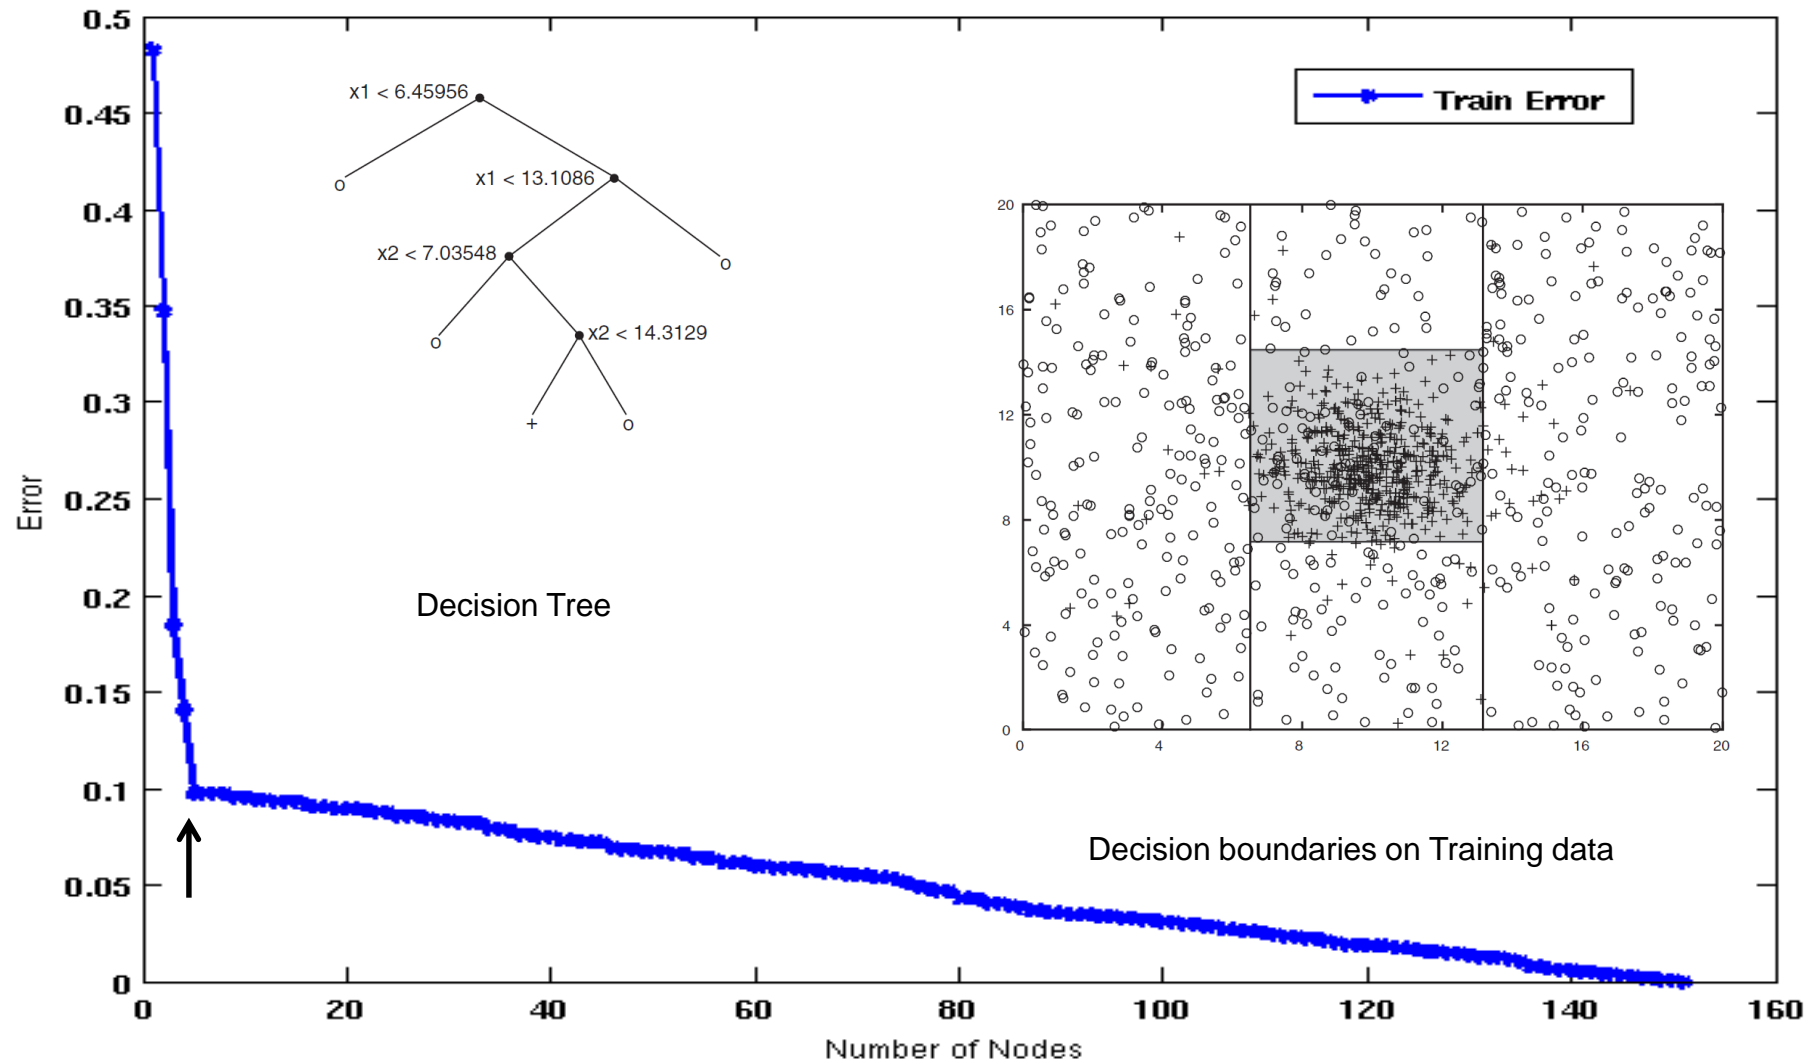 0.5
0.45
0.4
0.35
0.3
0.25
0.2
0.15
0.1
0.05
0
Error
x1 < 6.45956
o
x1 < 13.1086
x2 < 7.03548
o
o
x2 < 14.3129
+
o
Decision Tree
Train Error
20
16
12
8
4
0
0 4 8 12 16 20
Decision boundaries on Training data
0 20 40 60 80 100 120 140 160
Number of Nodes